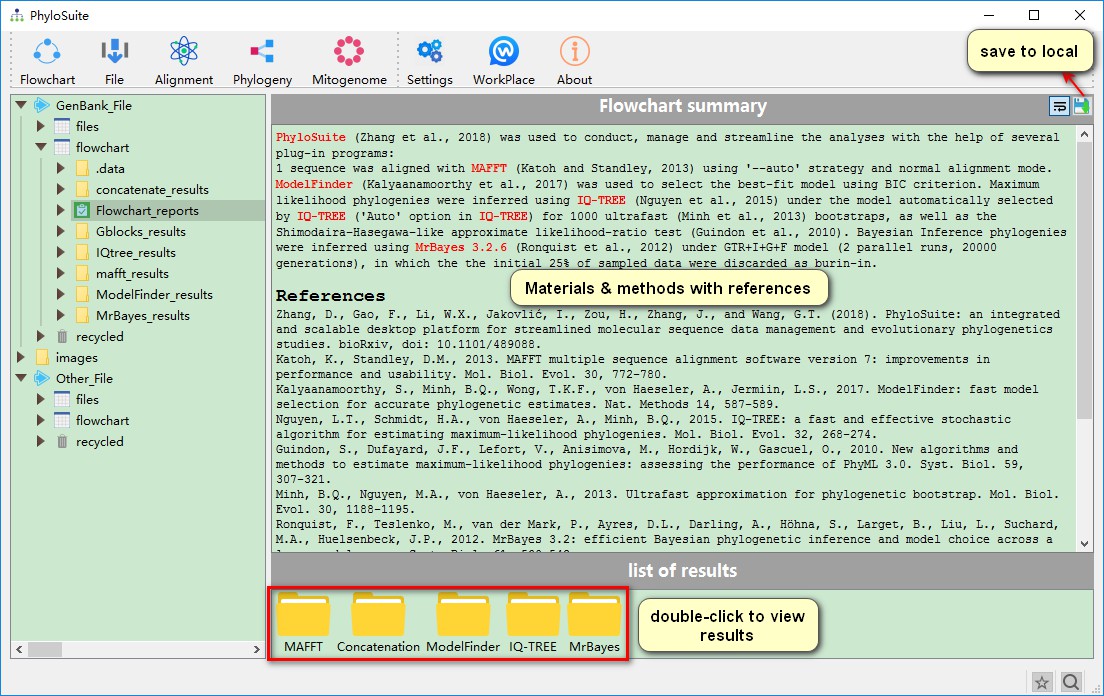 PhyloSuite
Flowchart File Alignment Phylogeny Mitogenome Settings WorkPlace About
save to local
GenBank_File
files
flowchart
.data
concatenate_results
Flowchart_reports
Gblocks_results
IQtree_results
mafft_results
ModelFinder_results
MrBayes_results
recycled
images
Other_File
files
flowchart
recycled
Flowchart summary
PhyloSuite (Zhang et al., 2018) was used to conduct, manage and streamline the analyses with the help of several
plug-in programs:
1 sequence was aligned with MAFFT (Katoh and Standley, 2013) using '--auto' strategy and normal alignment mode.
ModelFinder (Kalyaanamoorthy et al., 2017) was used to select the best-fit model using BIC criterion. Maximum
likelihood phylogenies were inferred using IQ-TREE (Nguyen et al., 2015) under the model automatically selected
by IQ-TREE ('Auto' option in IQ-TREE) for 1000 ultrafast (Minh et al., 2013) bootstraps, as well as the
Shimodaira-Hasegawa-like approximate likelihood-ratio test (Guindon et al., 2010). Bayesian Inference phylogenies
were inferred using MrBayes 3.2.6 (Ronquist et al., 2012) under GTR+I+G+F model (2 parallel runs, 20000
generations), in which the the initial 25% of sampled data were discarded as burn-in.
Materials & methods with references
References
Zhang, D., Gao, F., Li, W.X., Jakovlić, I., Zou, H., Zhang, J., and Wang, G.T. (2018). PhyloSuite: an integrated
and scalable desktop platform for streamlined molecular sequence data management and evolutionary phylogenetics
studies. bioRxiv, doi: 10.1101/489088.
Katoh, K., Standley, D.M., 2013. MAFFT multiple sequence alignment software version 7: improvements in
performance and usability. Mol. Biol. Evol. 30, 772-780.
Kalyaanamoorthy, S., Minh, B.Q., Wong, T.K.F., von Haeseler, A., Jermiin, L.S., 2017. ModelFinder: fast model
selection for accurate phylogenetic estimates. Nat. Methods 14, 587-589.
Nguyen, L.T., Schmidt, H.A., von Haeseler, A., Minh, B.Q., 2015. IQ-TREE: a fast and effective stochastic
algorithm for estimating maximum-likelihood phylogenies. Mol. Biol. Evol. 32, 268-274.
Guindon, S., Dufayard, J.F., Lefort, V., Anisimova, M., Hordijk, W., Gascuel, O., 2010. New algorithms and
methods to estimate maximum-likelihood phylogenies: assessing the performance of PhyML 3.0. Syst. Biol. 59,
307-321.
Minh, B.Q., Nguyen, M.A., von Haeseler, A., 2013. Ultrafast approximation for phylogenetic bootstrap. Mol. Biol.
Evol. 30, 1188-1195.
Ronquist, F., Teslenko, M., van der Mark, P., Ayres, D.L., Darling, A., Höhna, S., Larget, B., Liu, L., Suchard,
M.A., Huelsenbeck, J.P., 2012. MrBayes 3.2: efficient Bayesian phylogenetic inference and model choice across a
list of results
MAFFT Concatenation ModelFinder IQ-TREE MrBayes
double-click to view
results